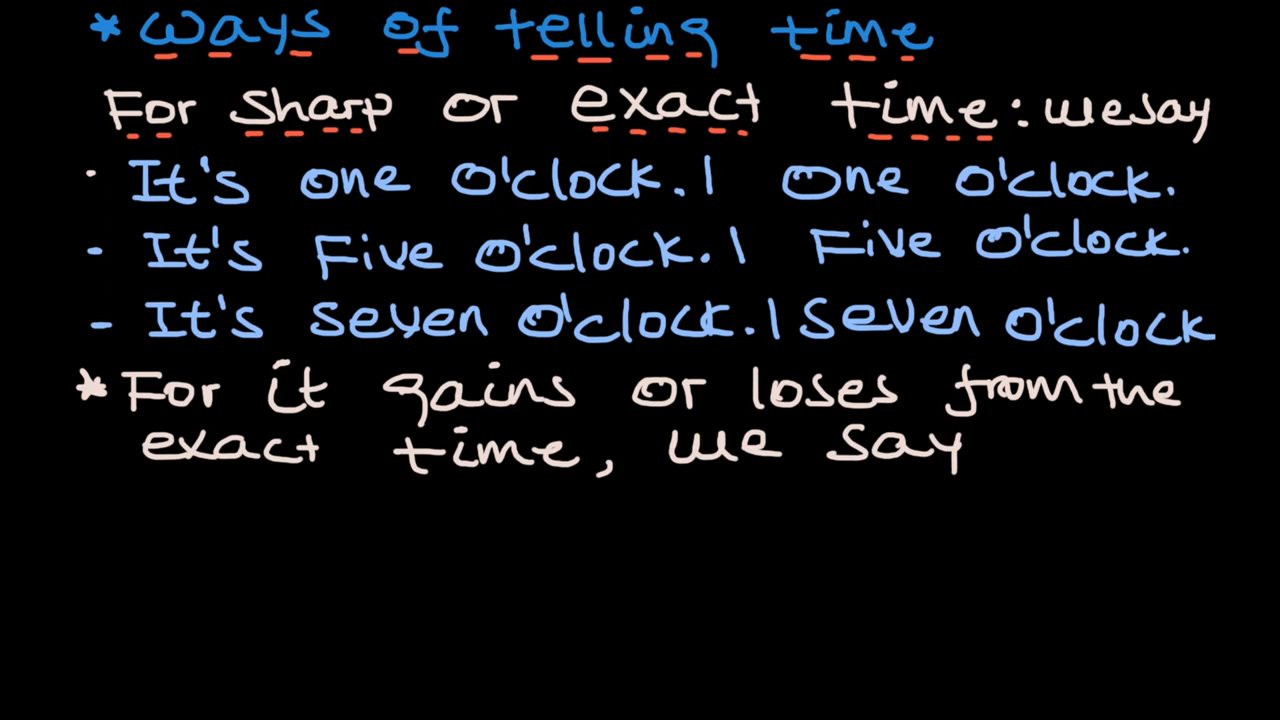 * Ways of telling time
For sharp or exact time: we say
· It's one o'clock. | One o'clock.
- It's Five o'clock. | Five o'clock.
- It's Seven o'clock. | Seven o'clock
* For it gains or loses from the
exact time, we say